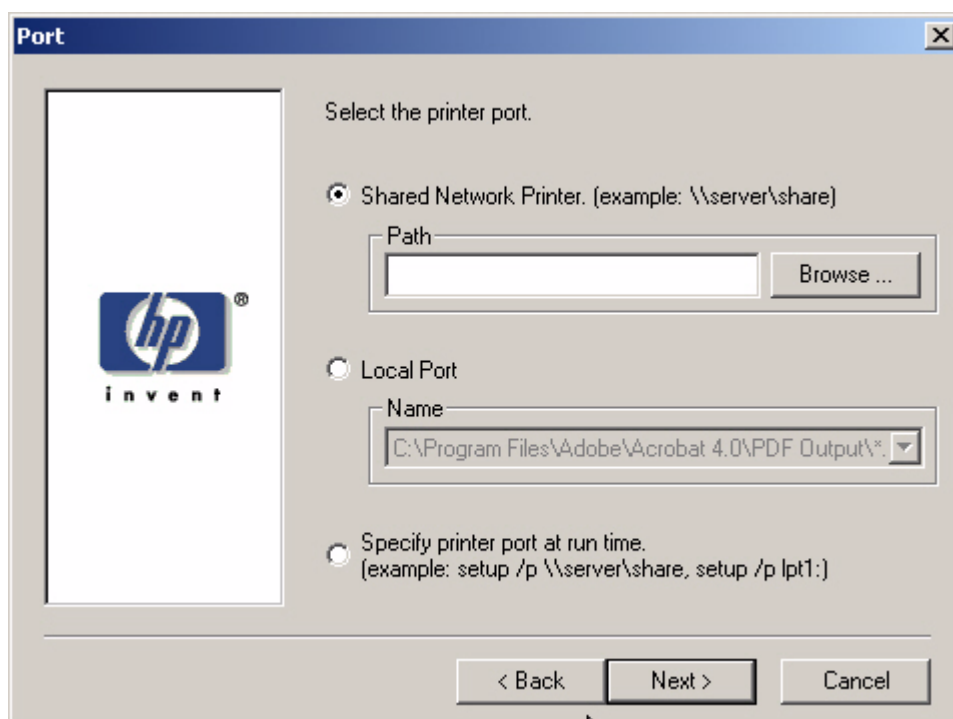 Port
Select the printer port.
Shared Network Printer. (example: \\server\share)
Path
Browse ...
hp
®
invent
Local Port
Name
C:\Program Files\Adobe\Acrobat 4.0\PDF Output\*.
Specify printer port at run time.
(example: setup /p \\server\share, setup /p lpt1:)
< Back
Next >
Cancel